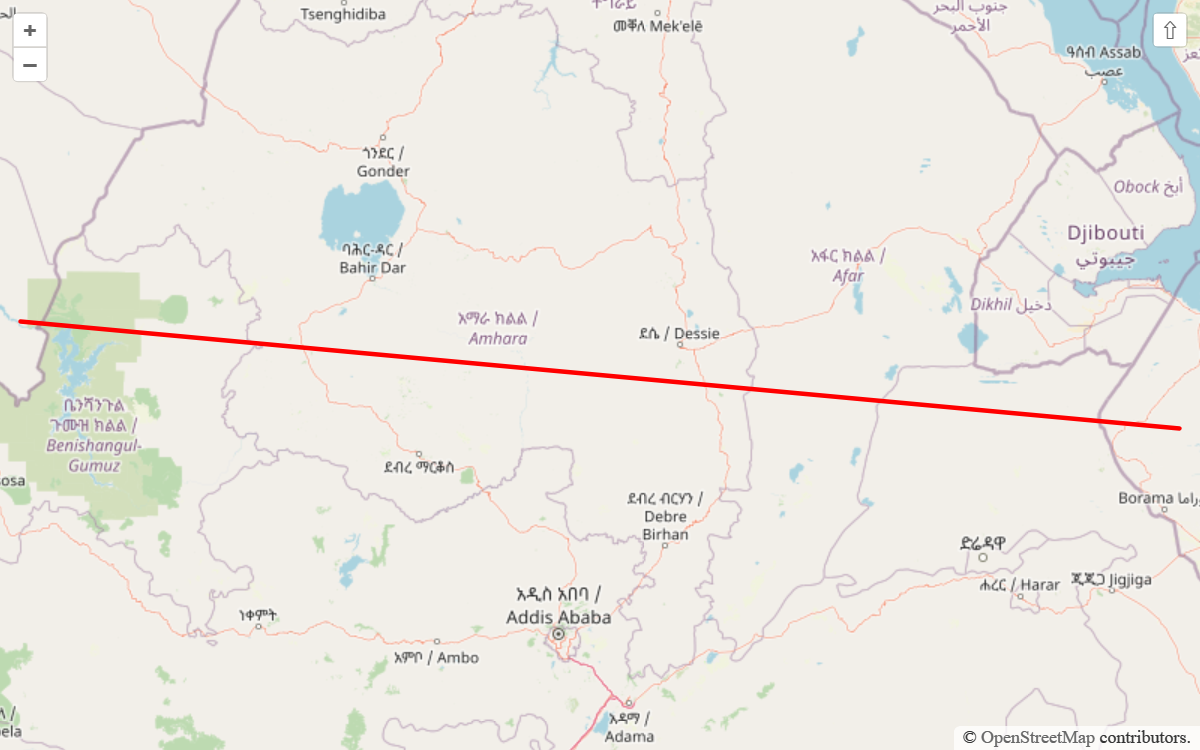 +
−
⇧
Tsenghidiba
ትግራይ
መቐለ Mek'elē
جنوب البحر
الأحمر
ዓሰብ Assab
عصب
ጎንደር /
Gonder
Obock أبخ
Djibouti
جيبوتي
ባሕር-ዳር /
Bahir Dar
አፋር ክልል /
Afar
Dikhil دخيل
አማራ ክልል /
Amhara
ደሴ / Dessie
ቤንሻንጉል
ጉሙዝ ክልል /
Benishangul-
Gumuz
osa
ደብረ ማርቆስ
ደብረ ብርሃን /
Debre
Birhan
Borama
ድሬዳዋ
ሐረር / Harar
ጂጂጋ Jigjiga
አዲስ አበባ /
Addis Ababa
ነቀምት
አምቦ / Ambo
ela
አዳማ /
Adama
© OpenStreetMap contributors.